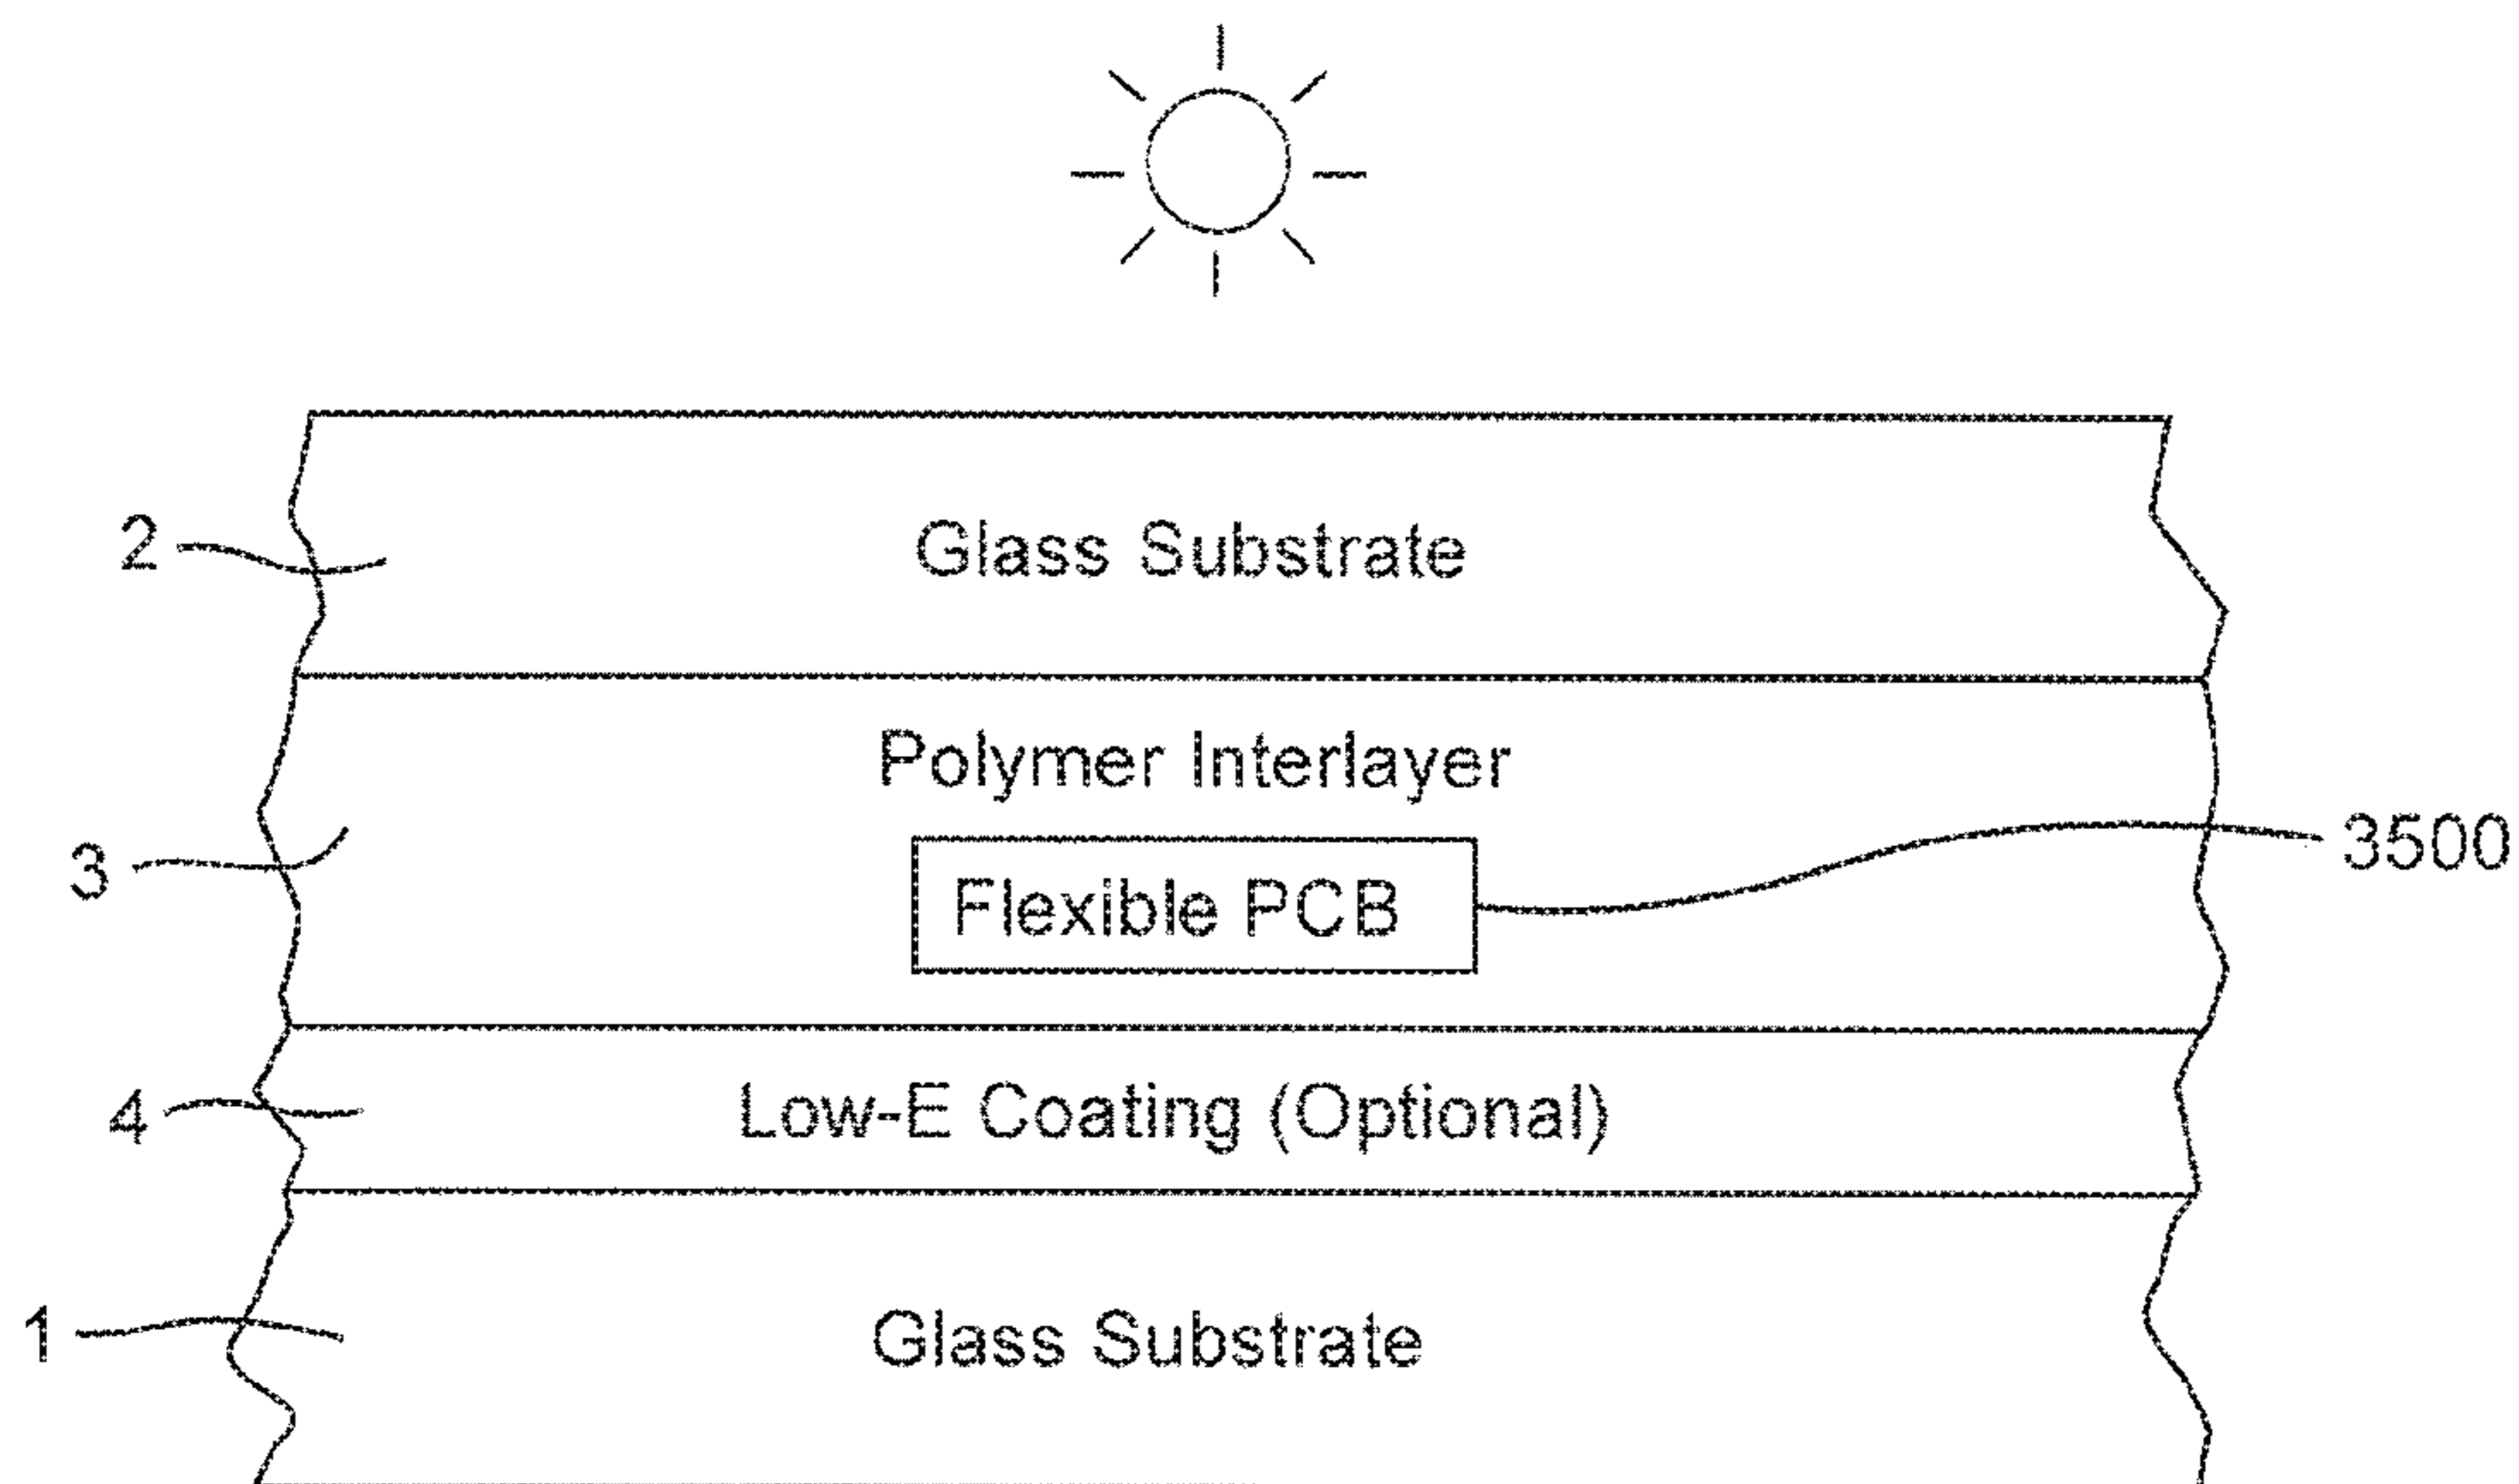 2
Glass Substrate
Polymer Interlayer
3500
3
Flexible PCB
4
Low-E Coating (Optional)
1
Glass Substrate